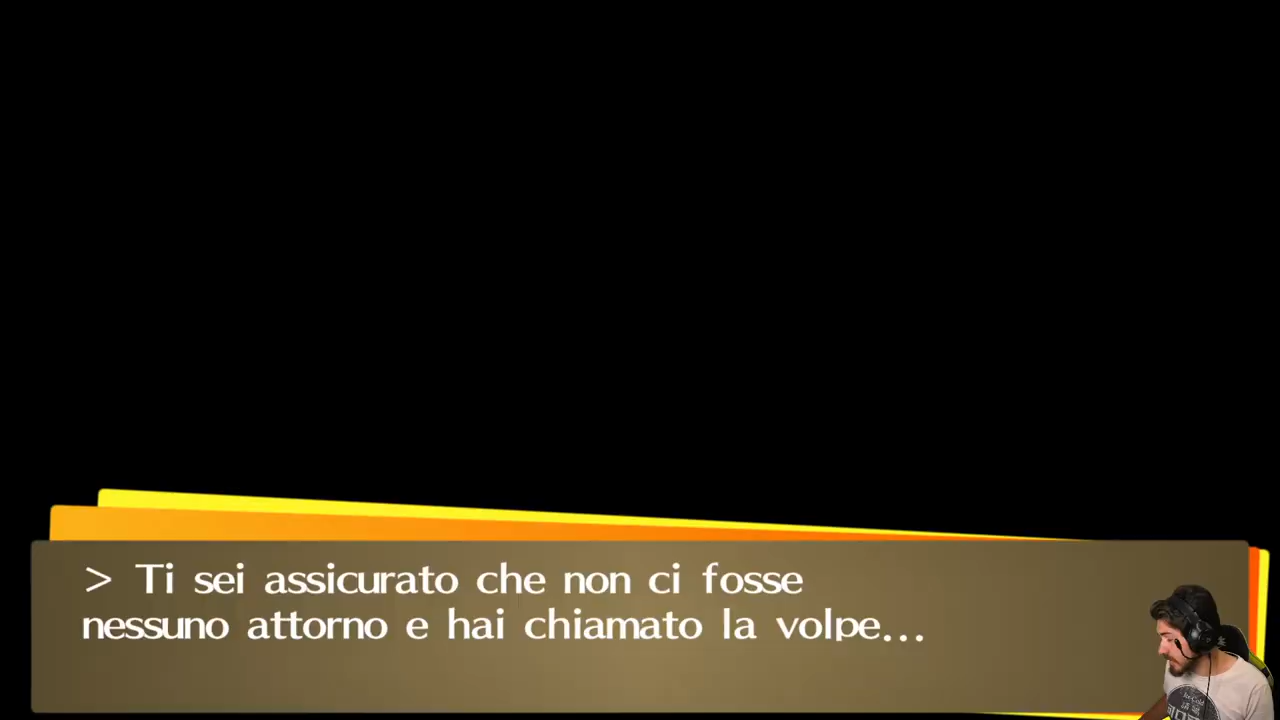 > Ti sei assicurato che non ci fosse
nessuno attorno e hai chiamato la volpe...